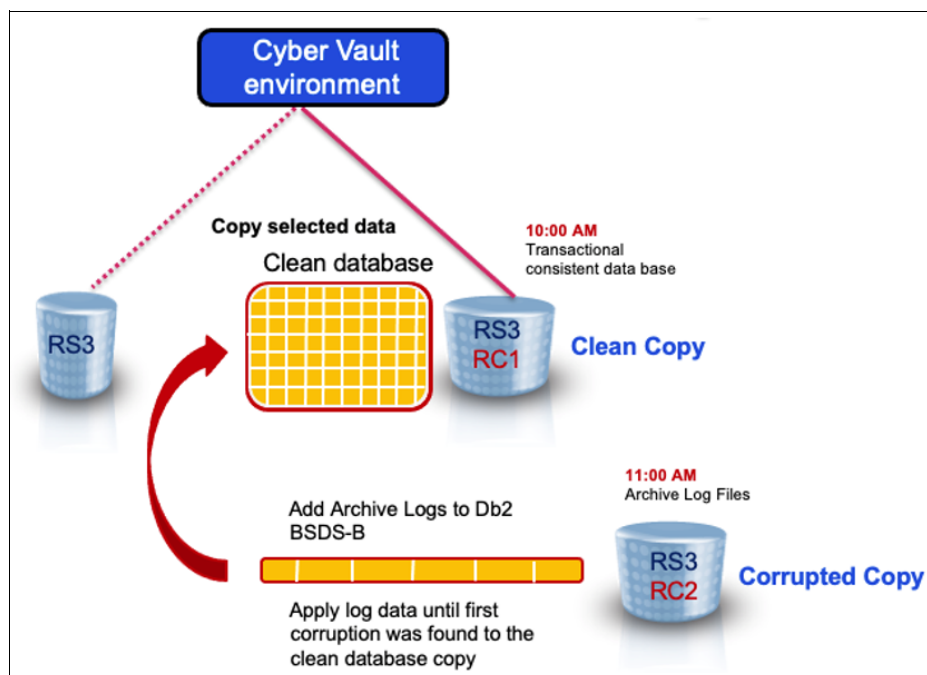 Cyber Vault
environment
Copy selected data
Clean database
10:00 AM
Transactional
consistent data base
RS3
RS3
RC1
Clean Copy
11:00 AM
Archive Log Files
Add Archive Logs to Db2
BSDS-B
RS3
RC2
Corrupted Copy
Apply log data until first
corruption was found to the
clean database copy